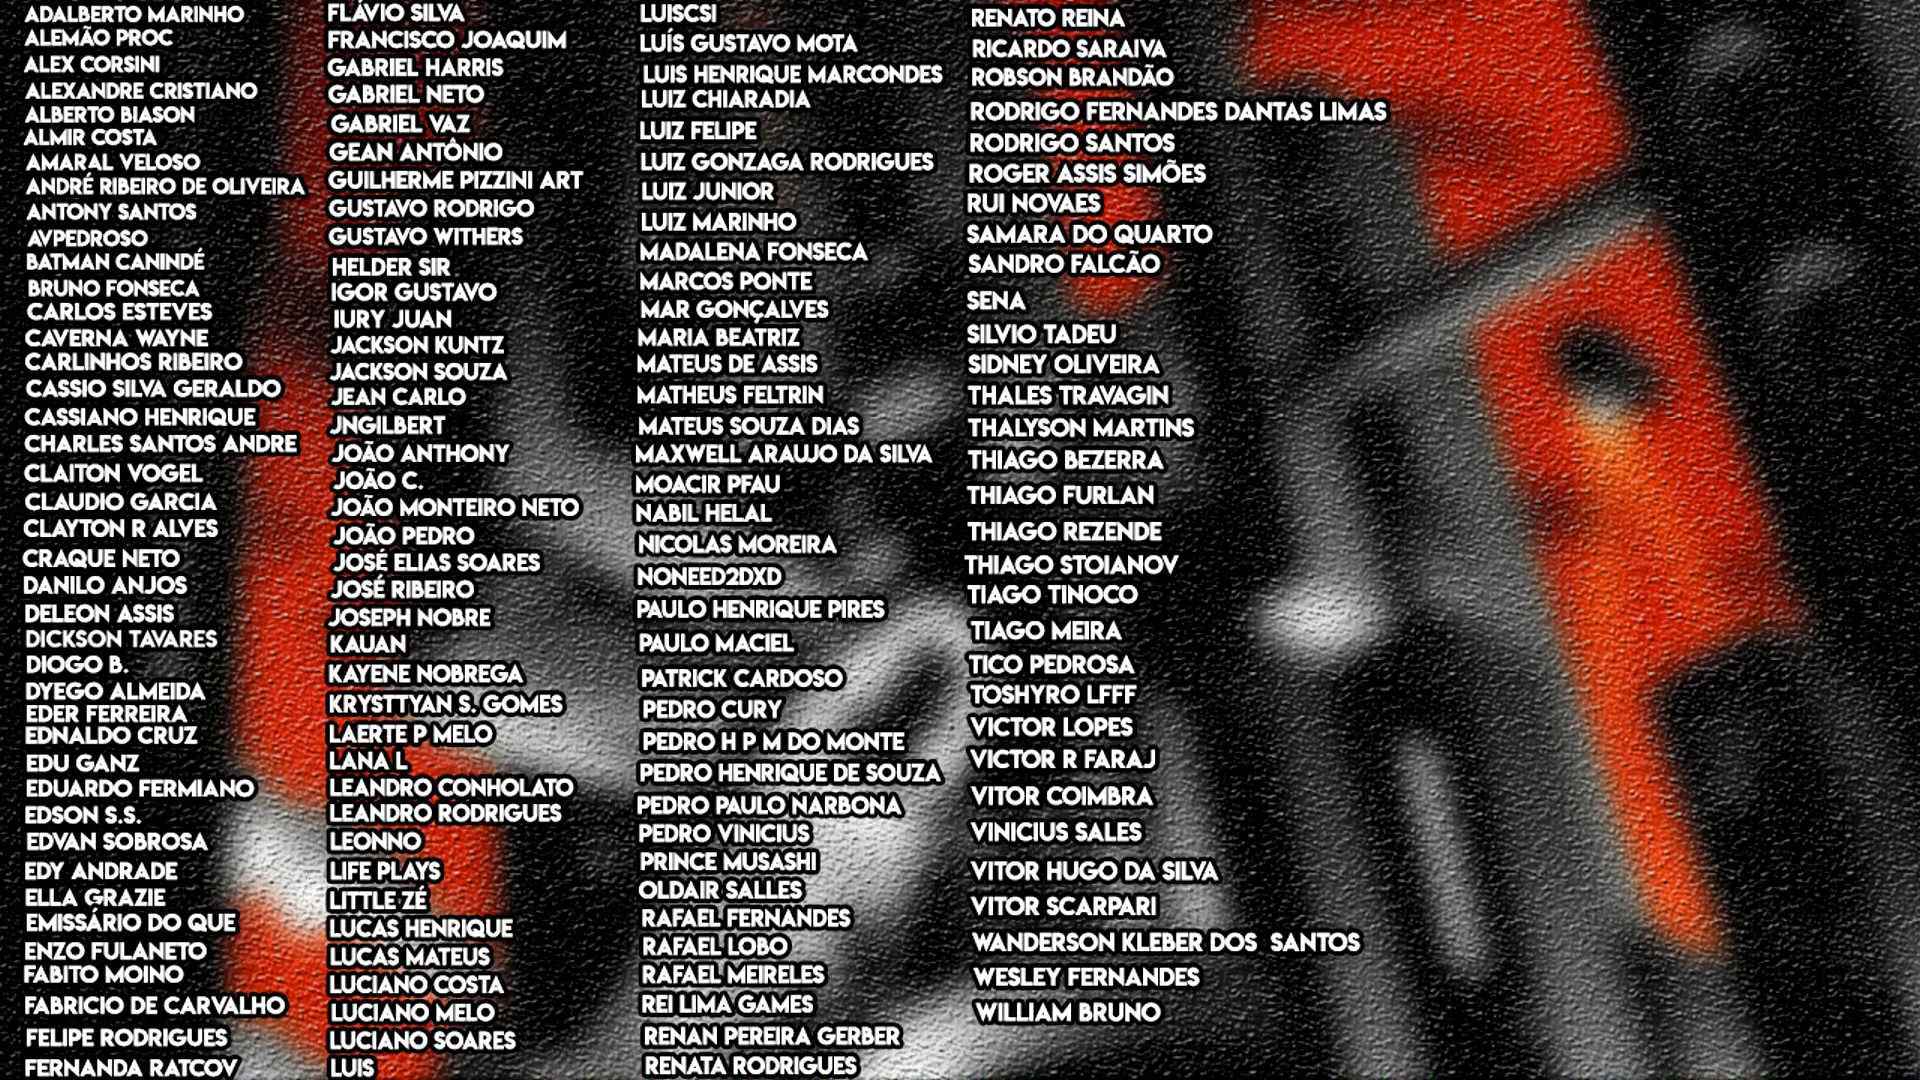 ADALBERTO MARINHO
ALEMÃO PROC
ALEX CORSINI
ALEXANDRE CRISTIANO
ALBERTO BIASON
ALMIR COSTA
AMARAL VELOSO
ANDRÉ RIBEIRO DE OLIVEIRA
ANTONY SANTOS
AVPEDROSO
BATMAN CANINDÉ
BRUNO FONSECA
CARLOS ESTEVES
CAVERNA WAYNE
CARLINHOS RIBEIRO
CASSIO SILVA GERALDO
CASSIANO HENRIQUE
CHARLES SANTOS ANDRE
CLAITON VOGEL
CLAUDIO GARCIA
CLAYTON R ALVES
CRAQUE NETO
DANILO ANJOS
DELEON ASSIS
DICKSON TAVARES
DIOGO B.
DYEGO ALMEIDA
EDER FERREIRA
EDNALDO CRUZ
EDU GANZ
EDUARDO FERMIANO
EDSON S.S.
EDVAN SOBROSA
EDY ANDRADE
ELLA GRAZIE
EMISSÁRIO DO QUE
ENZO FULANETO
FABITO MOINO
FABRICIO DE CARVALHO
FELIPE RODRIGUES
FERNANDA RATCOV
FLÁVIO SILVA
FRANCISCO JOAQUIM
GABRIEL HARRIS
GABRIEL NETO
GABRIEL VAZ
GEAN ANTÔNIO
GUILHERME PIZZINI ART
GUSTAVO RODRIGO
GUSTAVO WITHERS
HELDER SIR
IGOR GUSTAVO
IURY JUAN
JACKSON KUNTZ
JACKSON SOUZA
JEAN CARLO
JNGILBERT
JOÃO ANTHONY
JOÃO C.
JOÃO MONTEIRO NETO
JOÃO PEDRO
JOSÉ ELIAS SOARES
JOSÉ RIBEIRO
JOSEPH NOBRE
KAUAN
KAYENE NOBREGA
KRYSTTYAN S. GOMES
LAERTE P MELO
LANA L
LEANDRO CONHOLATO
LEANDRO RODRIGUES
LEONNO
LIFE PLAYS
LITTLE ZÉ
LUCAS HENRIQUE
LUCAS MATEUS
LUCIANO COSTA
LUCIANO MELO
LUCIANO SOARES
LUIS
LUISCSI
LUÍS GUSTAVO MOTA
LUIS HENRIQUE MARCONDES
LUIZ CHIARADIA
LUIZ FELIPE
LUIZ GONZAGA RODRIGUES
LUIZ JUNIOR
LUIZ MARINHO
MADALENA FONSECA
MARCOS PONTE
MAR GONÇALVES
MARIA BEATRIZ
MATEUS DE ASSIS
MATHEUS FELTRIN
MATEUS SOUZA DIAS
MAXWELL ARAUJO DA SILVA
MOACIR PFAU
NABIL HELAL
NICOLAS MOREIRA
NONEED2DXD
PAULO HENRIQUE PIRES
PAULO MACIEL
PATRICK CARDOSO
PEDRO CURY
PEDRO H P M DO MONTE
PEDRO HENRIQUE DE SOUZA
PEDRO PAULO NARBONA
PEDRO VINICIUS
PRINCE MUSASHI
OLDAIR SALLES
RAFAEL FERNANDES
RAFAEL LOBO
RAFAEL MEIRELES
REI LIMA GAMES
RENAN PEREIRA GERBER
RENATA RODRIGUES
RENATO REINA
RICARDO SARAIVA
ROBSON BRANDÃO
RODRIGO FERNANDES DANTAS LIMAS
RODRIGO SANTOS
ROGER ASSIS SIMÕES
RUI NOVAES
SAMARA DO QUARTO
SANDRO FALCÃO
SENA
SILVIO TADEU
SIDNEY OLIVEIRA
THALES TRAVAGIN
THALYSON MARTINS
THIAGO BEZERRA
THIAGO FURLAN
THIAGO REZENDE
THIAGO STOIANOV
TIAGO TINOCO
TIAGO MEIRA
TICO PEDROSA
TOSHYRO LFFF
VICTOR LOPES
VICTOR R FARAJ
VITOR COIMBRA
VINICIUS SALES
VITOR HUGO DA SILVA
VITOR SCARPARI
WANDERSON KLEBER DOS SANTOS
WESLEY FERNANDES
WILLIAM BRUNO